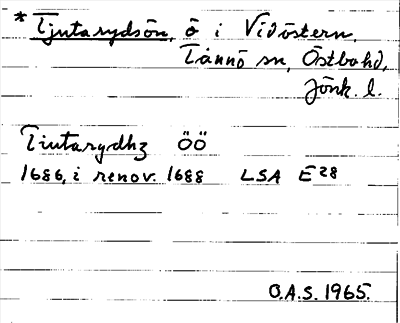 * Tjutarydsön, ö i Vidöstern,
Tånnö sn, Östbohd,
Jönk. l.
Tiutarydhz ÖÖ
1686, i renov. 1688 LSA E28
O.A.S. 1965.